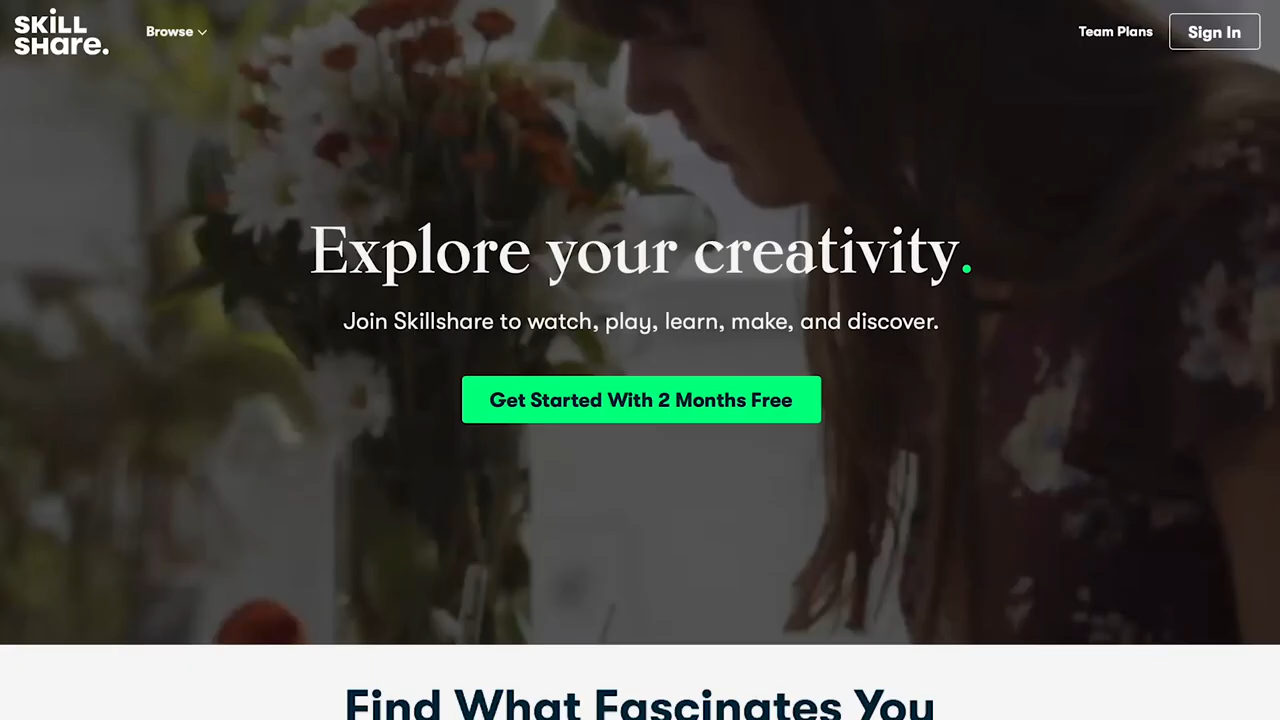 SKILL
SHare.
Browse
Team Plans
Sign In
Explore your creativity.
Join Skillshare to watch, play, learn, make, and discover.
Get Started With 2 Months Free
Find What Fascinates You